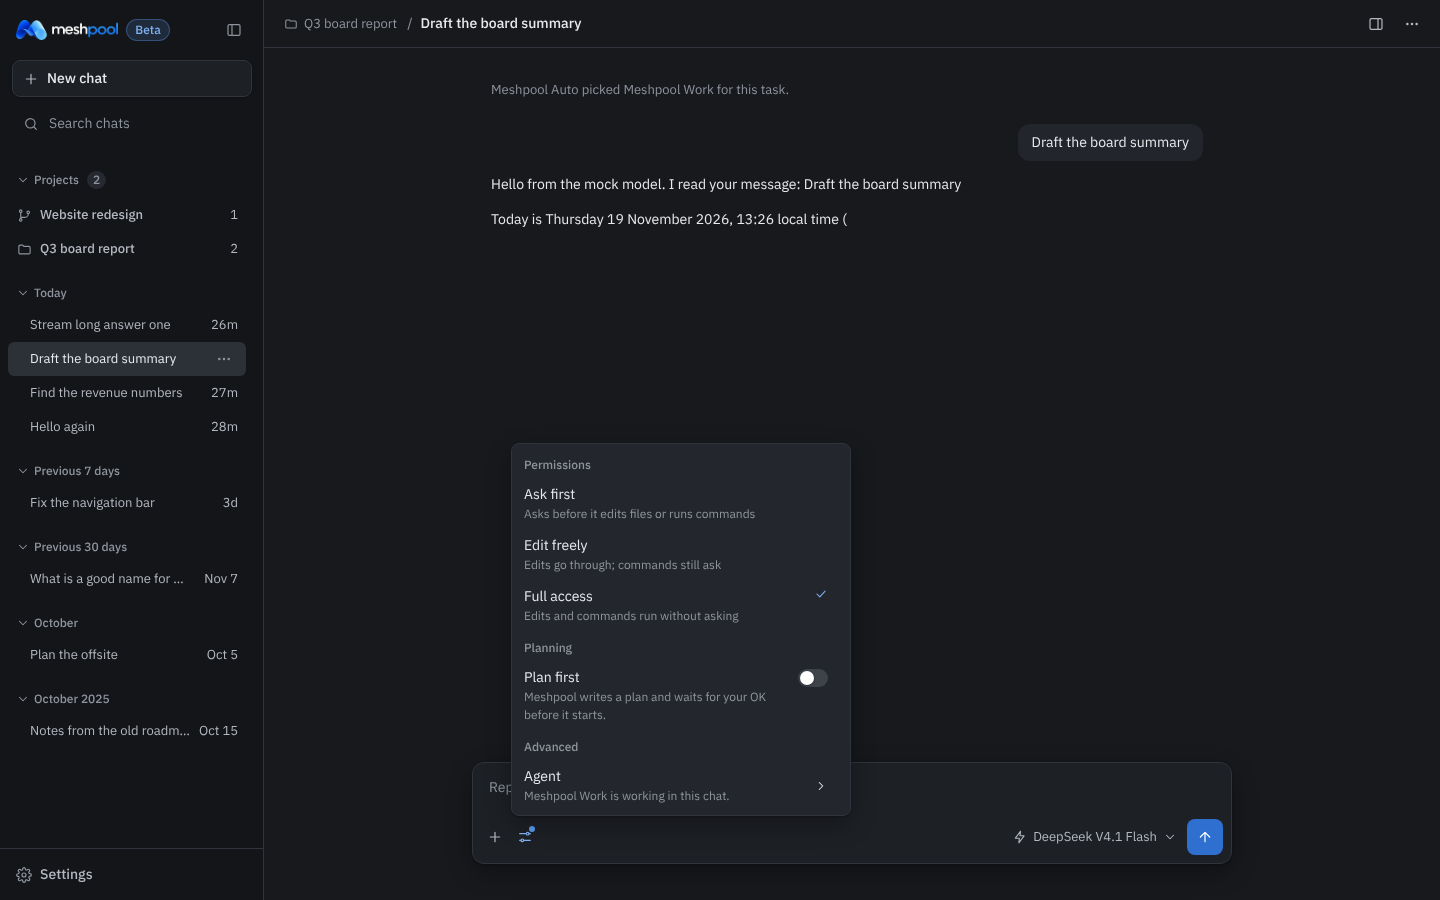 meshpool Beta
New chat
Search chats
Projects 2
Website redesign 1
Q3 board report 2
Today
Stream long answer one 26m
Draft the board summary
Find the revenue numbers 27m
Hello again 28m
Previous 7 days
Fix the navigation bar 3d
Previous 30 days
What is a good name for ... Nov 7
October
Plan the offsite Oct 5
October 2025
Notes from the old roadm... Oct 15
Settings
Q3 board report / Draft the board summary
Meshpool Auto picked Meshpool Work for this task.
Draft the board summary
Hello from the mock model. I read your message: Draft the board summary
Today is Thursday 19 November 2026, 13:26 local time (
Permissions
Ask first
Asks before it edits files or runs commands
Edit freely
Edits go through; commands still ask
Full access
Edits and commands run without asking
Planning
Plan first
Meshpool writes a plan and waits for your OK
before it starts.
Advanced
Agent
Meshpool Work is working in this chat.
DeepSeek V4.1 Flash